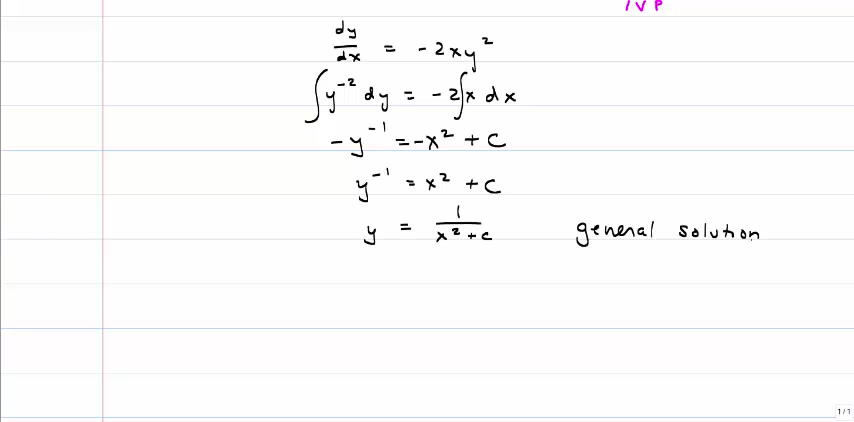 IVP
dy/dx = -2xy²
∫y⁻² dy = -2∫x dx
-y⁻¹ = -x² + C
y⁻¹ = x² + C
y = 1/(x² + c) general solution
1/1